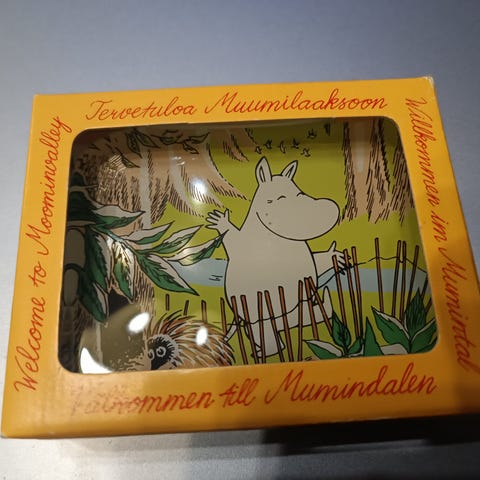 Tervetuloa Muumilaaksoon
Welcome to Moominvalley
Willkommen im Mumintal
Välkommen till Mumindalen